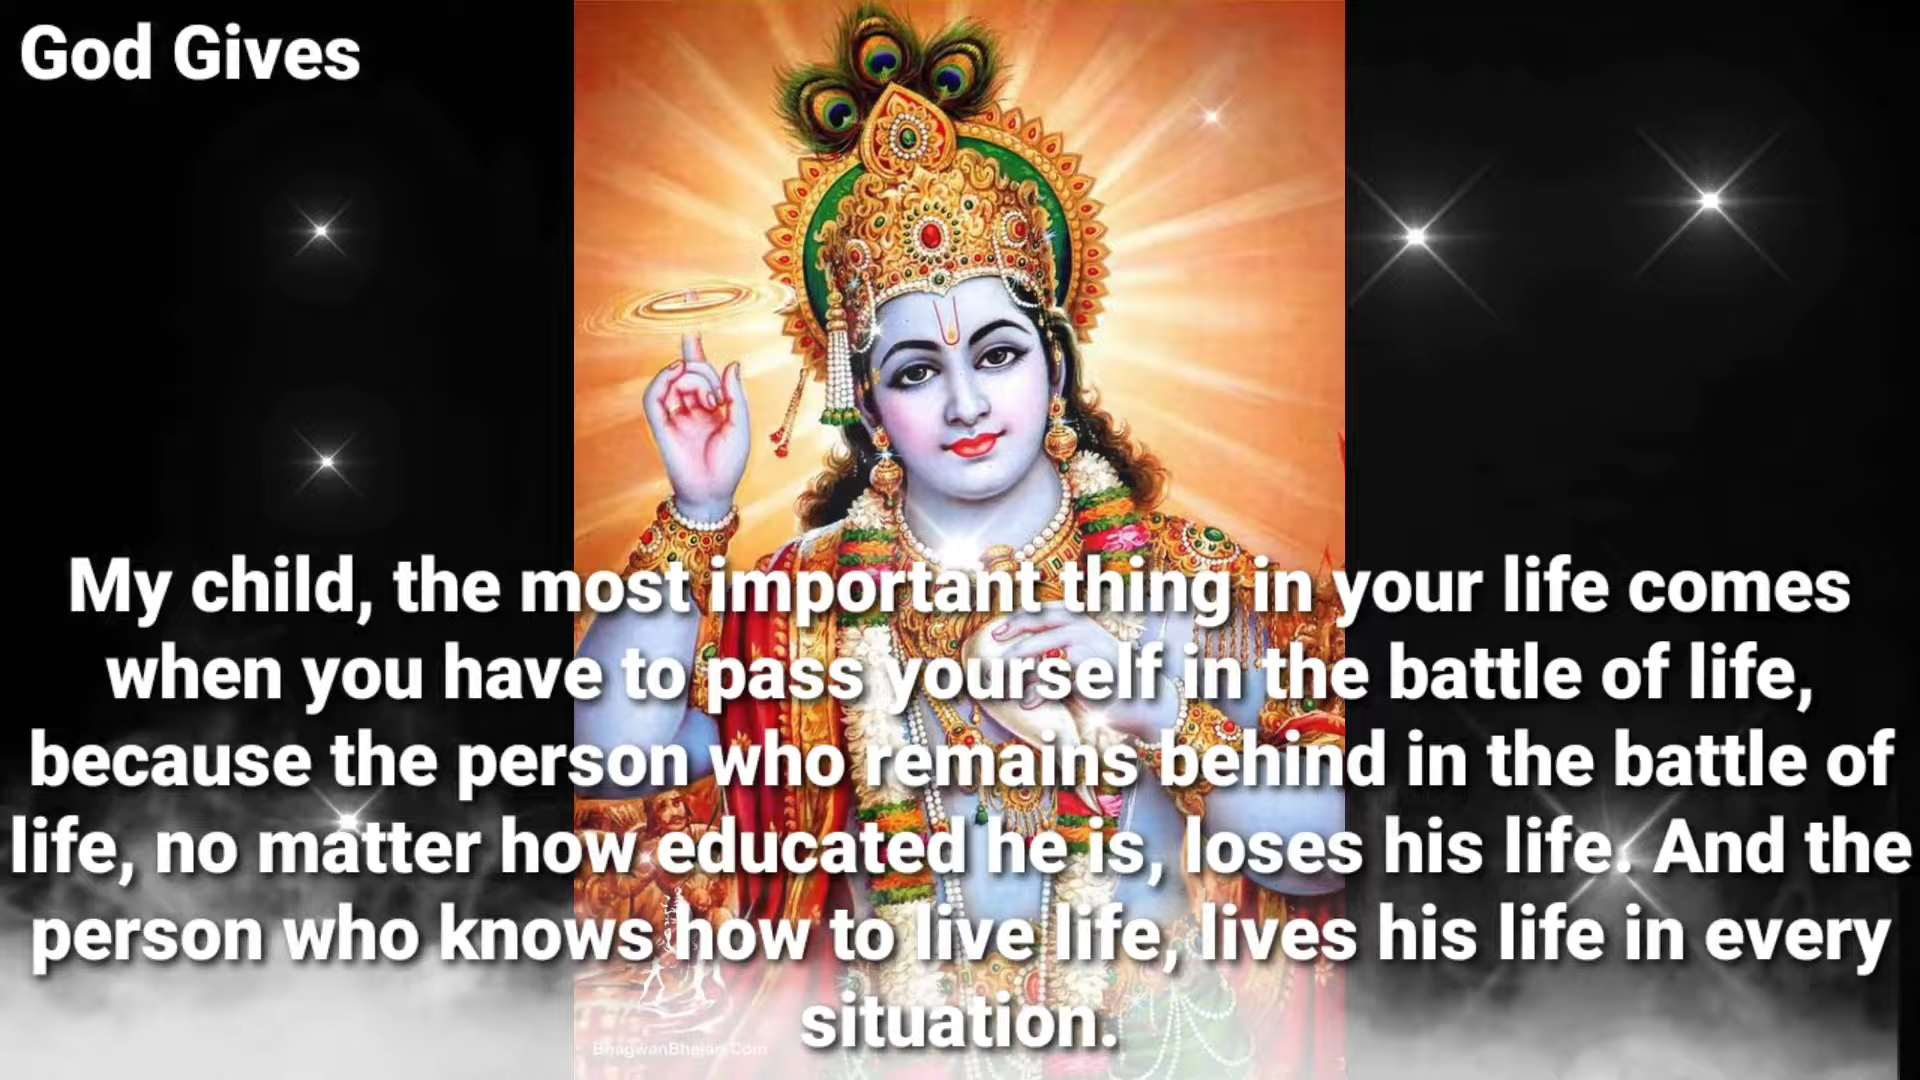 God Gives
My child, the most important thing in your life comes
when you have to pass yourself in the battle of life,
because the person who remains behind in the battle of
life, no matter how educated he is, loses his life. And the
person who knows how to live life, lives his life in every
situation.
BhagwanBhajan.Com